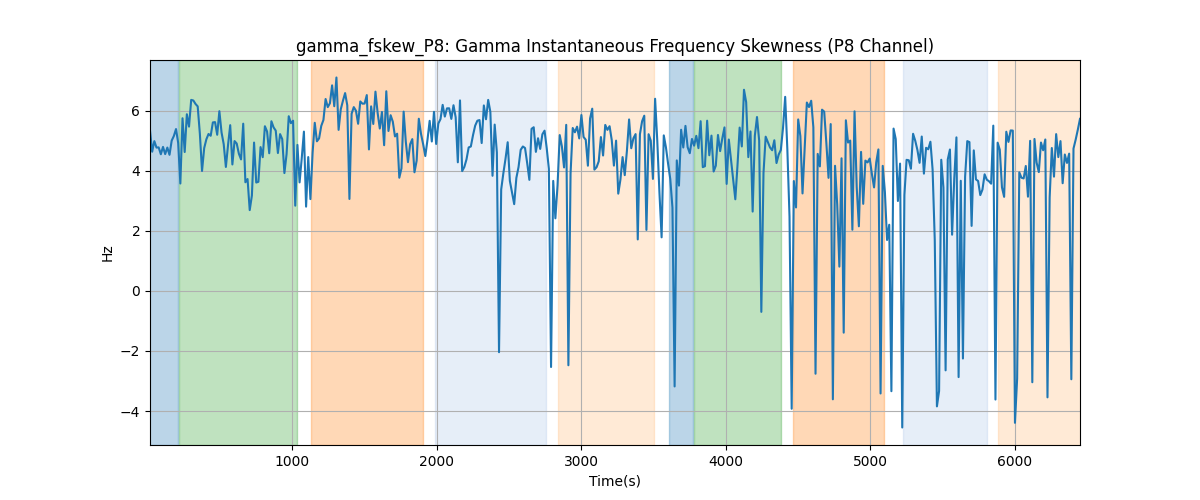 gamma_fskew_P8: Gamma Instantaneous Frequency Skewness (P8 Channel)
Hz
6
4
2
0
−2
−4
1000 2000 3000 4000 5000 6000
Time(s)